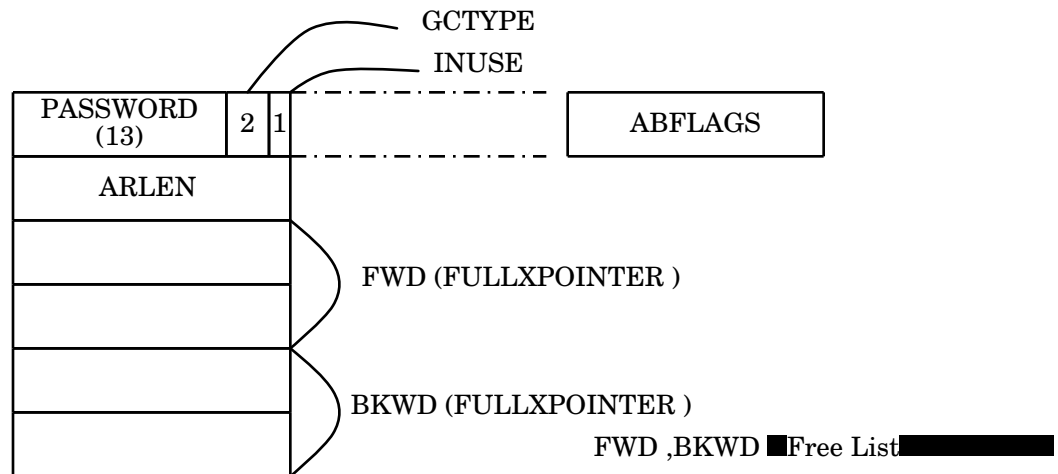 GCTYPE
INUSE
PASSWORD
(13)
2
1
ABFLAGS
ARLEN
FWD (FULLXPOINTER )
BKWD (FULLXPOINTER )
FWD ,BKWD Free List